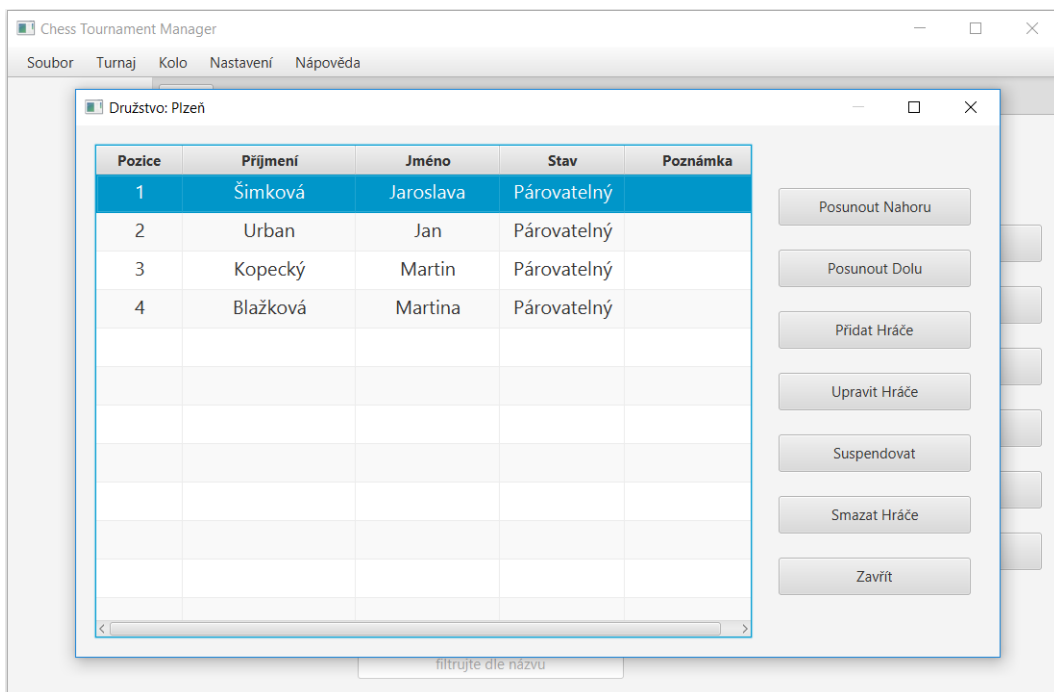 Chess Tournament Manager
Soubor Turnaj Kolo Nastavení Nápověda
Družstvo: Plzeň
Pozice Příjmení Jméno Stav Poznámka
1 Šimková Jaroslava Párovatelný
2 Urban Jan Párovatelný
3 Kopecký Martin Párovatelný
4 Blažková Martina Párovatelný
Posunout Nahoru
Posunout Dolu
Přidat Hráče
Upravit Hráče
Suspendovat
Smazat Hráče
Zavřít
filtrujte dle názvu